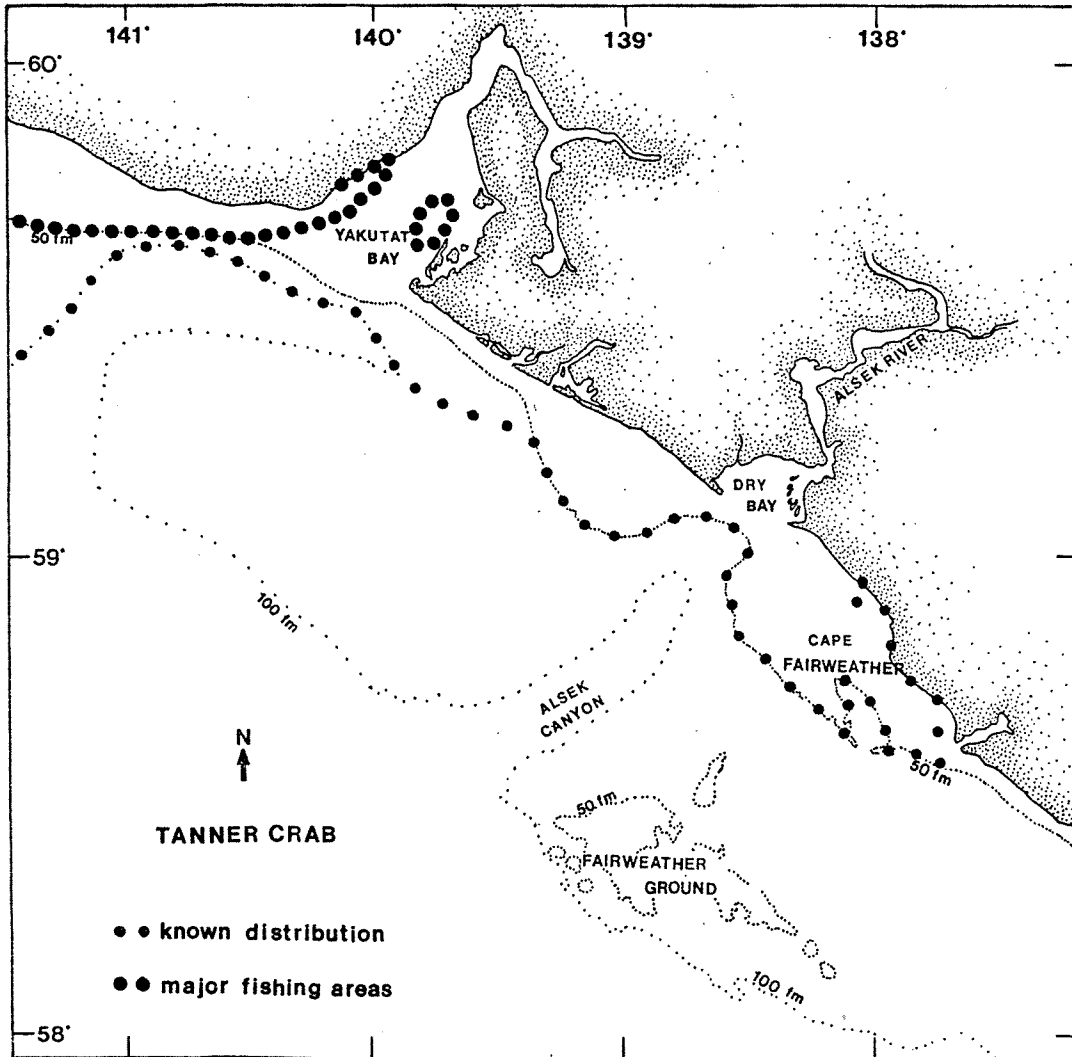 141°
140°
139°
138°
60°
50 fm
YAKUTAT
BAY
ALSEK RIVER
DRY
BAY
59°
100 fm
CAPE
FAIRWEATHER
ALSEK
CANYON
N
50 fm
50 fm
TANNER CRAB
FAIRWEATHER
GROUND
known distribution
major fishing areas
100 fm
58°